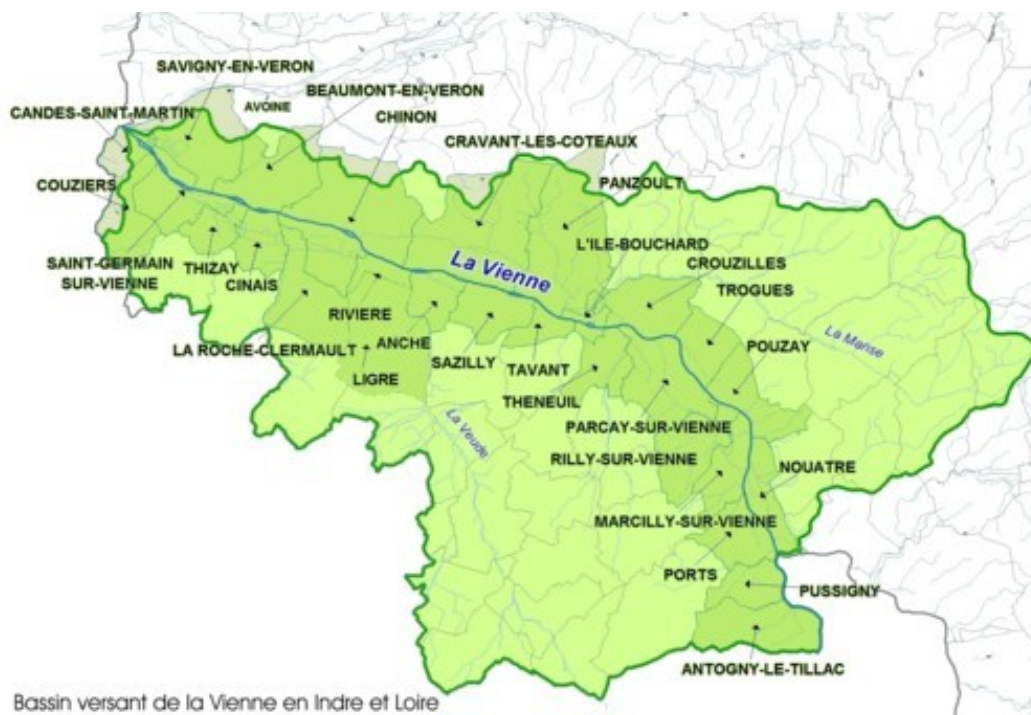 SAVIGNY-EN-VERON
BEAUMONT-EN-VERON
AVOINE
CANDES-SAINT-MARTIN
CHINON
CRAVANT-LES-COTEAUX
COUZIERS
PANZOULT
L'ILE-BOUCHARD
SAINT-GERMAIN
SUR-VIENNE
THIZAY
CINAIS
La Vienne
CROUZILLES
TROGUES
RIVIERE
La Manse
LA ROCHE-CLERMAULT
ANCHE
SAZILLY
TAVANT
POUZAY
LIGRE
THENEUIL
La Veude
PARCAY-SUR-VIENNE
RILLY-SUR-VIENNE
NOUATRE
MARCILLY-SUR-VIENNE
PORTS
PUSSIGNY
ANTOGNY-LE-TILLAC
Bassin versant de la Vienne en Indre et Loire